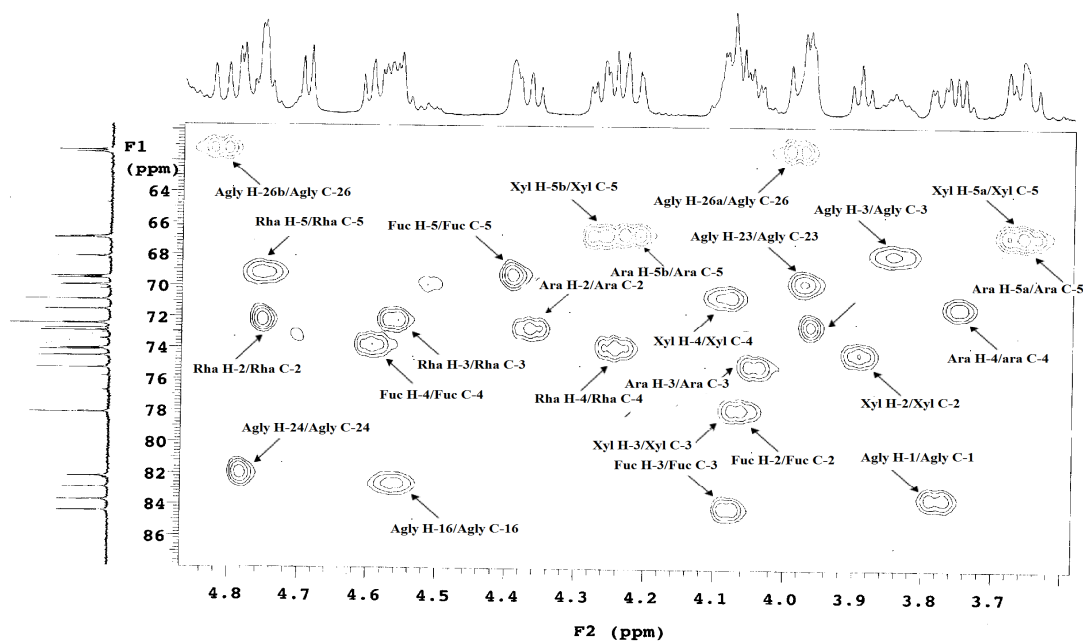 F1
(ppm)
64
66
68
70
72
74
76
78
80
82
84
86
Agly H-26b/Agly C-26
Xyl H-5b/Xyl C-5
Agly H-26a/Agly C-26
Xyl H-5a/Xyl C-5
Rha H-5/Rha C-5
Fuc H-5/Fuc C-5
Agly H-3/Agly C-3
Agly H-23/Agly C-23
Ara H-5b/Ara C-5
Ara H-2/Ara C-2
Ara H-5a/Ara C-5
Xyl H-4/Xyl C-4
Ara H-4/ara C-4
Rha H-2/Rha C-2
Rha H-3/Rha C-3
Fuc H-4/Fuc C-4
Rha H-4/Rha C-4
Ara H-3/Ara C-3
Xyl H-2/Xyl C-2
Agly H-24/Agly C-24
Xyl H-3/Xyl C-3
Fuc H-2/Fuc C-2
Fuc H-3/Fuc C-3
Agly H-1/Agly C-1
Agly H-16/Agly C-16
4.8 4.7 4.6 4.5 4.4 4.3 4.2 4.1 4.0 3.9 3.8 3.7
F2 (ppm)